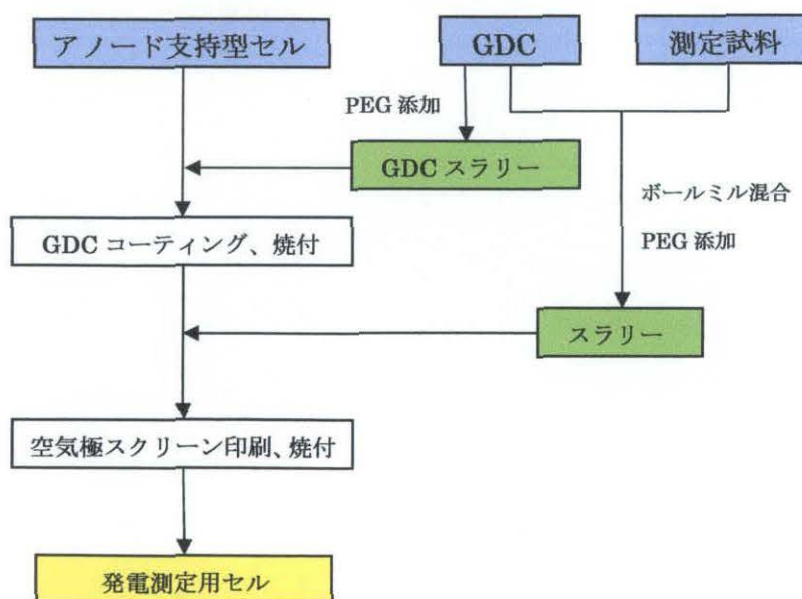 アノード支持型セル
GDC
測定試料
PEG 添加
GDC スラリー
ボールミル混合
PEG 添加
GDC コーティング、焼付
スラリー
空気極スクリーン印刷、焼付
発電測定用セル